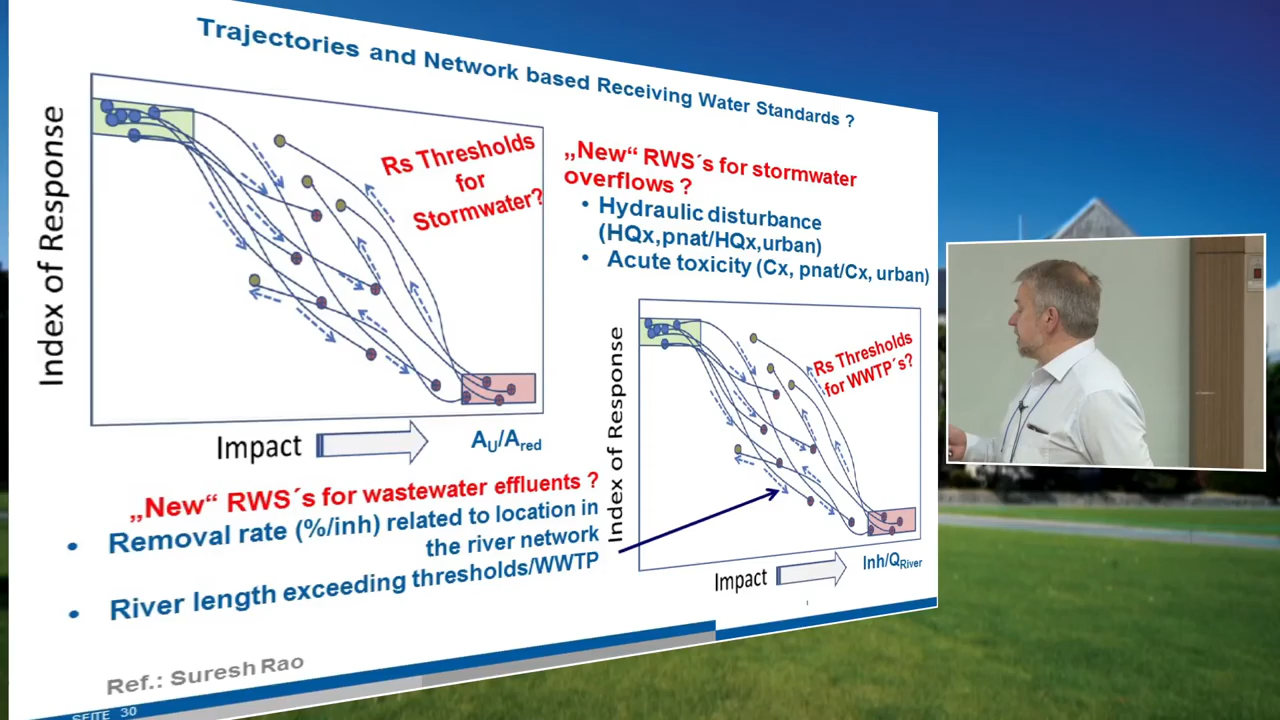 Trajectories and Network based Receiving Water Standards ?
Index of Response
Rs Thresholds
for
Stormwater?
Impact
AU/Ared
„New“ RWS´s for stormwater
overflows ?
• Hydraulic disturbance
(HQx,pnat/HQx,urban)
• Acute toxicity (Cx, pnat/Cx, urban)
Index of Response
Rs Thresholds
for WWTP´s?
Impact
Inh/QRiver
„New“ RWS´s for wastewater effluents ?
• Removal rate (%/inh) related to location in
the river network
• River length exceeding thresholds/WWTP
Ref.: Suresh Rao
SEITE 30